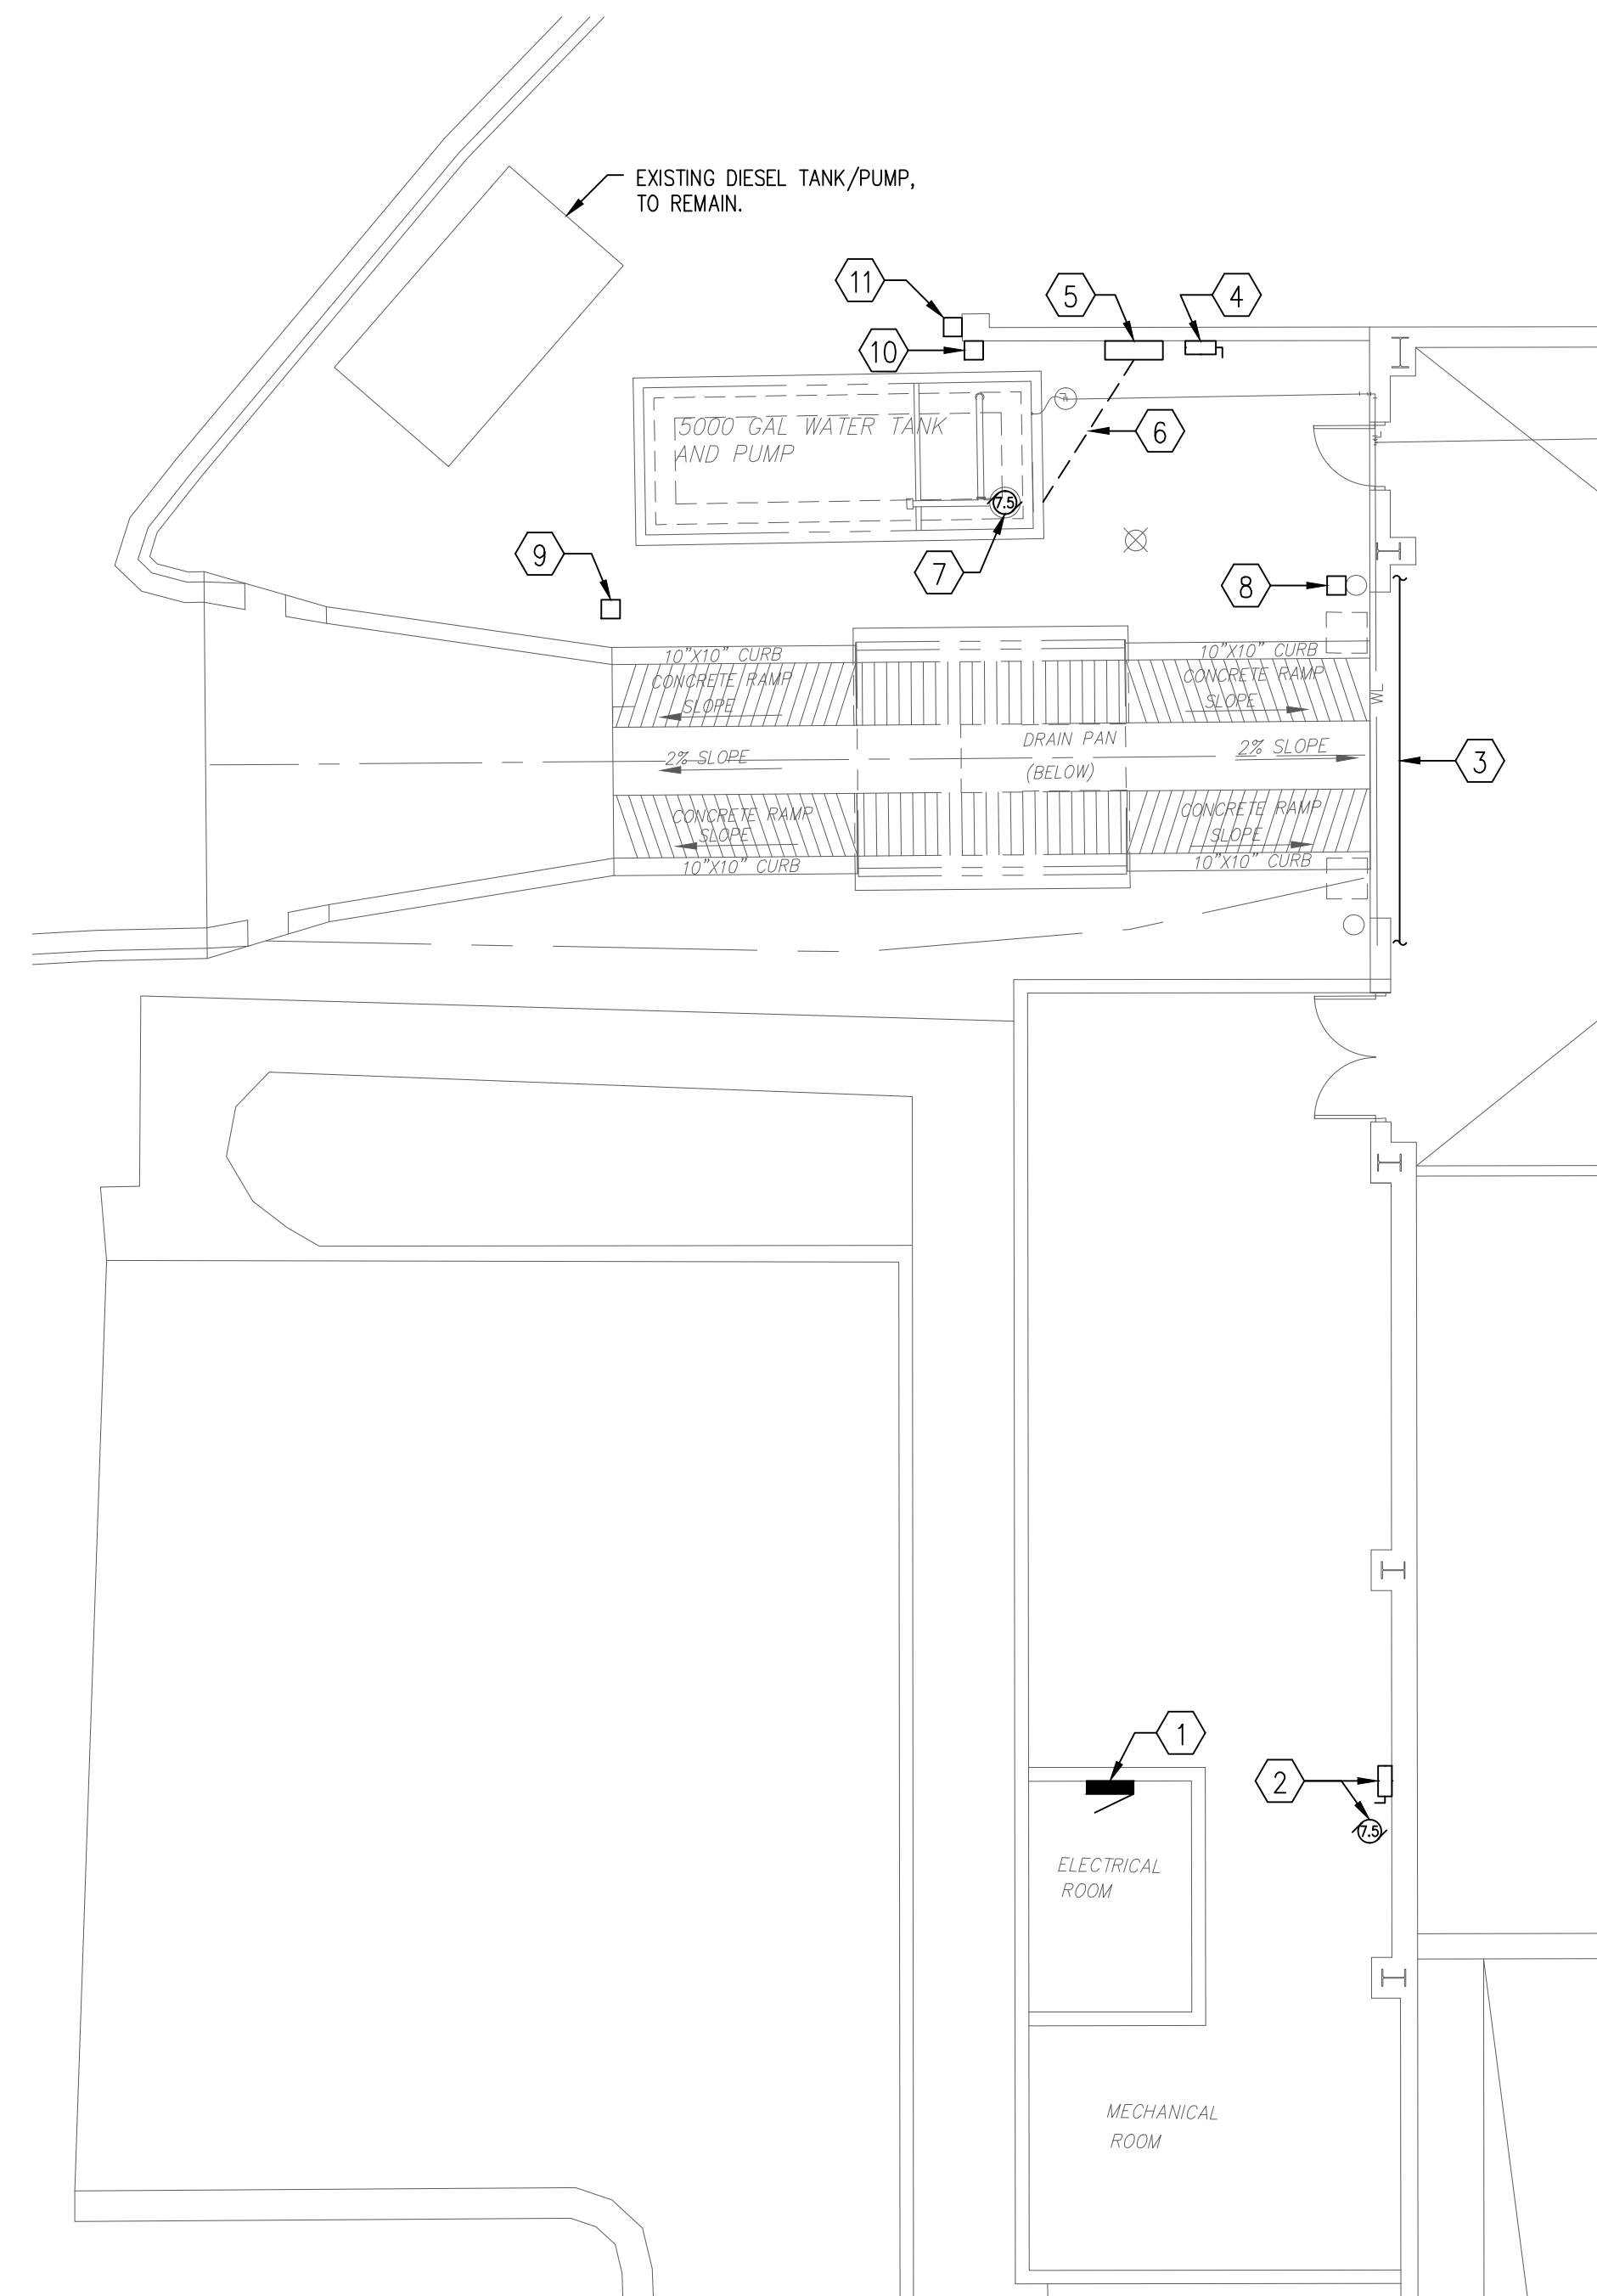 EXISTING DIESEL TANK/PUMP,
TO REMAIN.
11
5
4
10
5000 GAL WATER TANK
AND PUMP
6
7.5
9
7
8
10"X10" CURB
10"X10" CURB
CONCRETE RAMP
SLOPE
CONCRETE RAMP
SLOPE
WL
DRAIN PAN
(BELOW)
2% SLOPE
2% SLOPE
3
CONCRETE RAMP
SLOPE
CONCRETE RAMP
SLOPE
10"X10" CURB
10"X10" CURB
1
2
7.5
ELECTRICAL
ROOM
MECHANICAL
ROOM